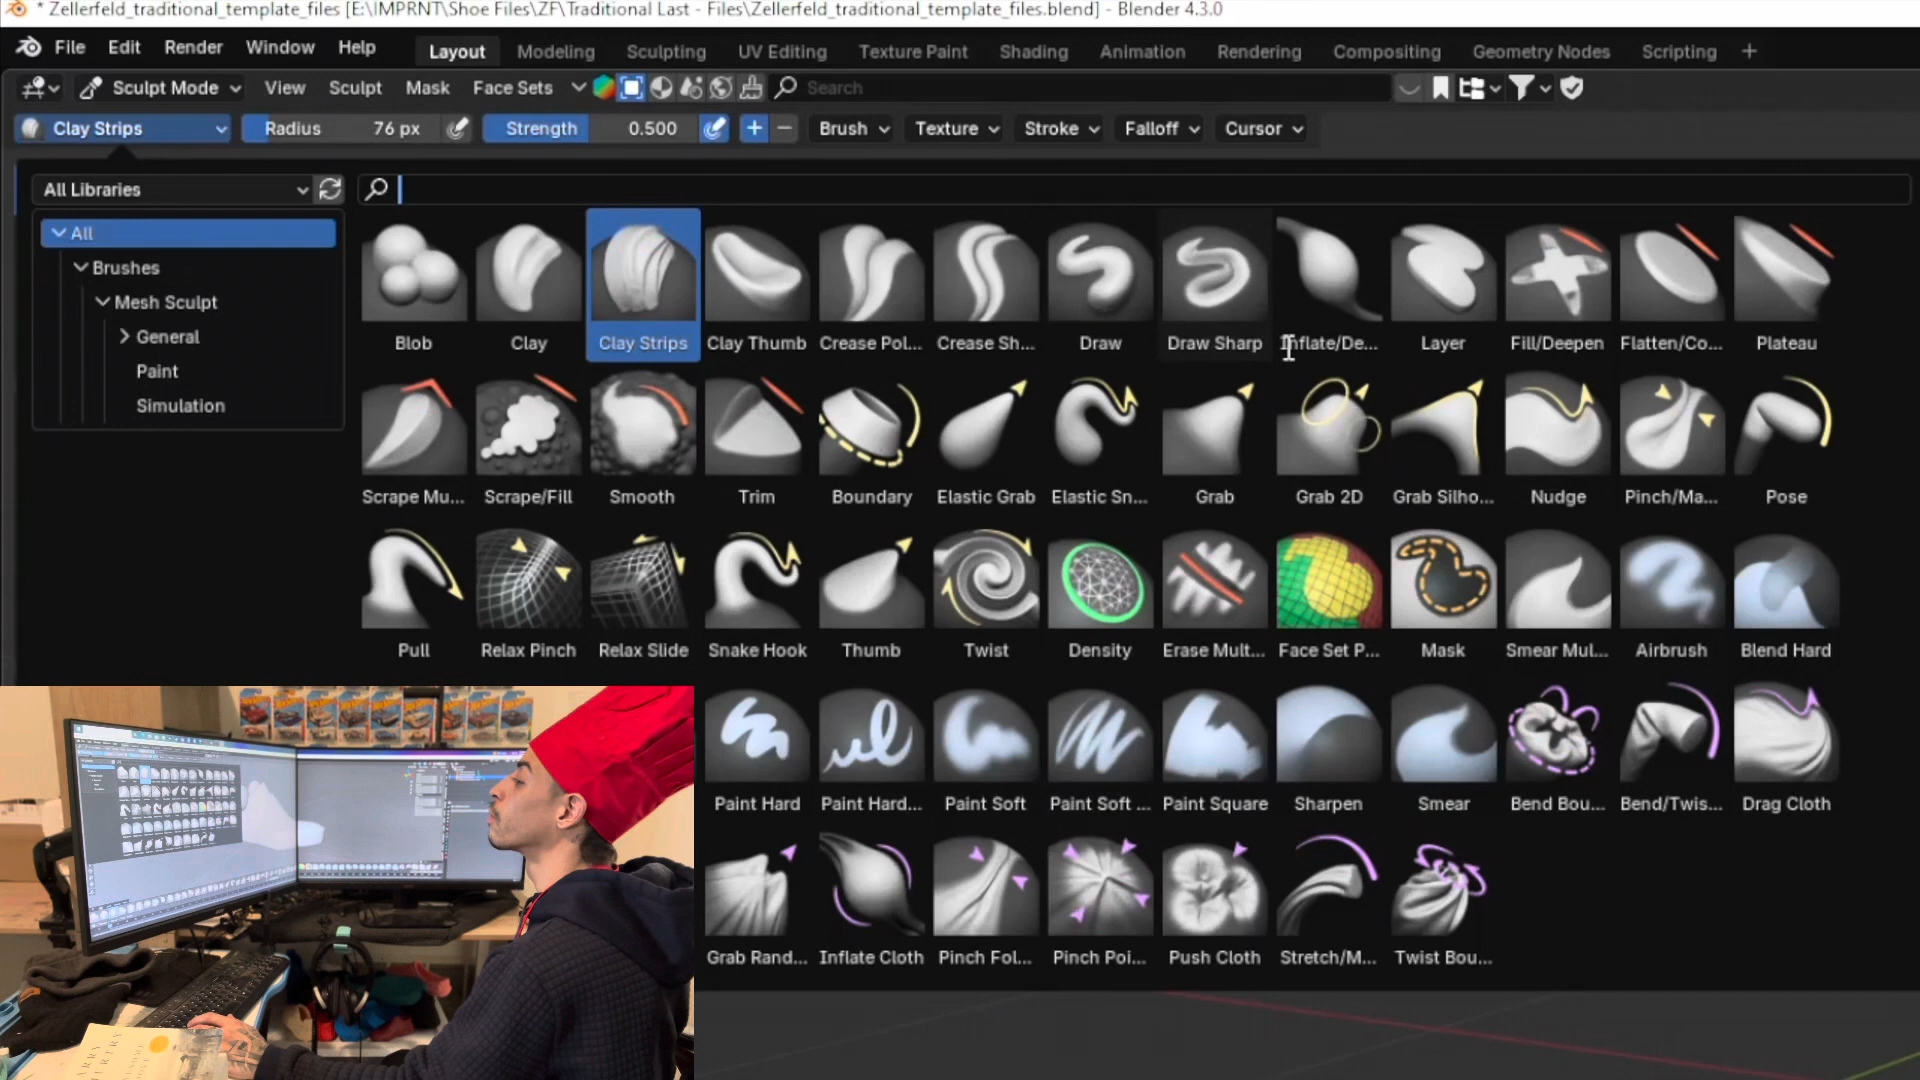 * Zellerfeld_traditional_template_files [E:\IMPRNT\Shoe Files\ZF\Traditional Last - Files\Zellerfeld_traditional_template_files.blend] - Blender 4.3.0
File Edit Render Window Help Layout Modeling Sculpting UV Editing Texture Paint Shading Animation Rendering Compositing Geometry Nodes Scripting +
Sculpt Mode View Sculpt Mask Face Sets Search
Clay Strips Radius 76 px Strength 0.500 + − Brush Texture Stroke Falloff Cursor
All Libraries
All
Brushes
Mesh Sculpt
General
Paint
Simulation
Blob Clay Clay Strips Clay Thumb Crease Pol... Crease Sh... Draw Draw Sharp Inflate/De... Layer Fill/Deepen Flatten/Co... Plateau
Scrape Mu... Scrape/Fill Smooth Trim Boundary Elastic Grab Elastic Sn... Grab Grab 2D Grab Silho... Nudge Pinch/Ma... Pose
Pull Relax Pinch Relax Slide Snake Hook Thumb Twist Density Erase Mult... Face Set P... Mask Smear Mul... Airbrush Blend Hard
Paint Hard Paint Hard... Paint Soft Paint Soft ... Paint Square Sharpen Smear Bend Bou... Bend/Twis... Drag Cloth
Grab Rand... Inflate Cloth Pinch Fol... Pinch Poi... Push Cloth Stretch/M... Twist Bou...